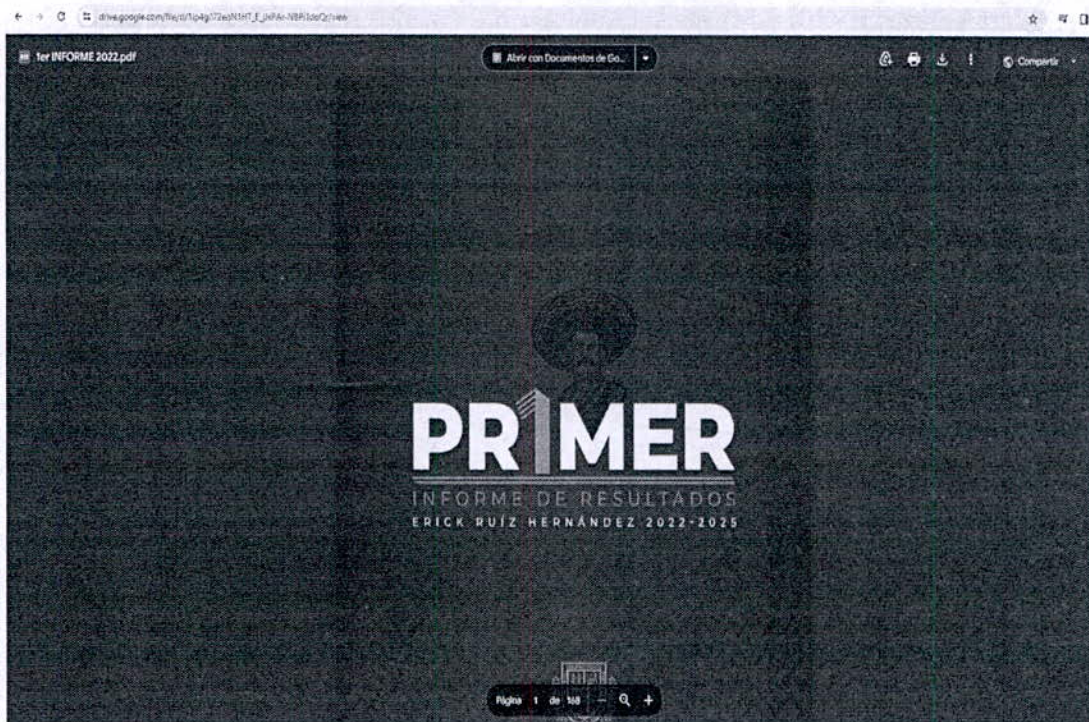 1er INFORME 2022.pdf
Abrir con Documentos de Go...
Compartir
PR1MER
INFORME DE RESULTADOS
ERICK RUÍZ HERNÁNDEZ 2022-2025
Página 1 de 168